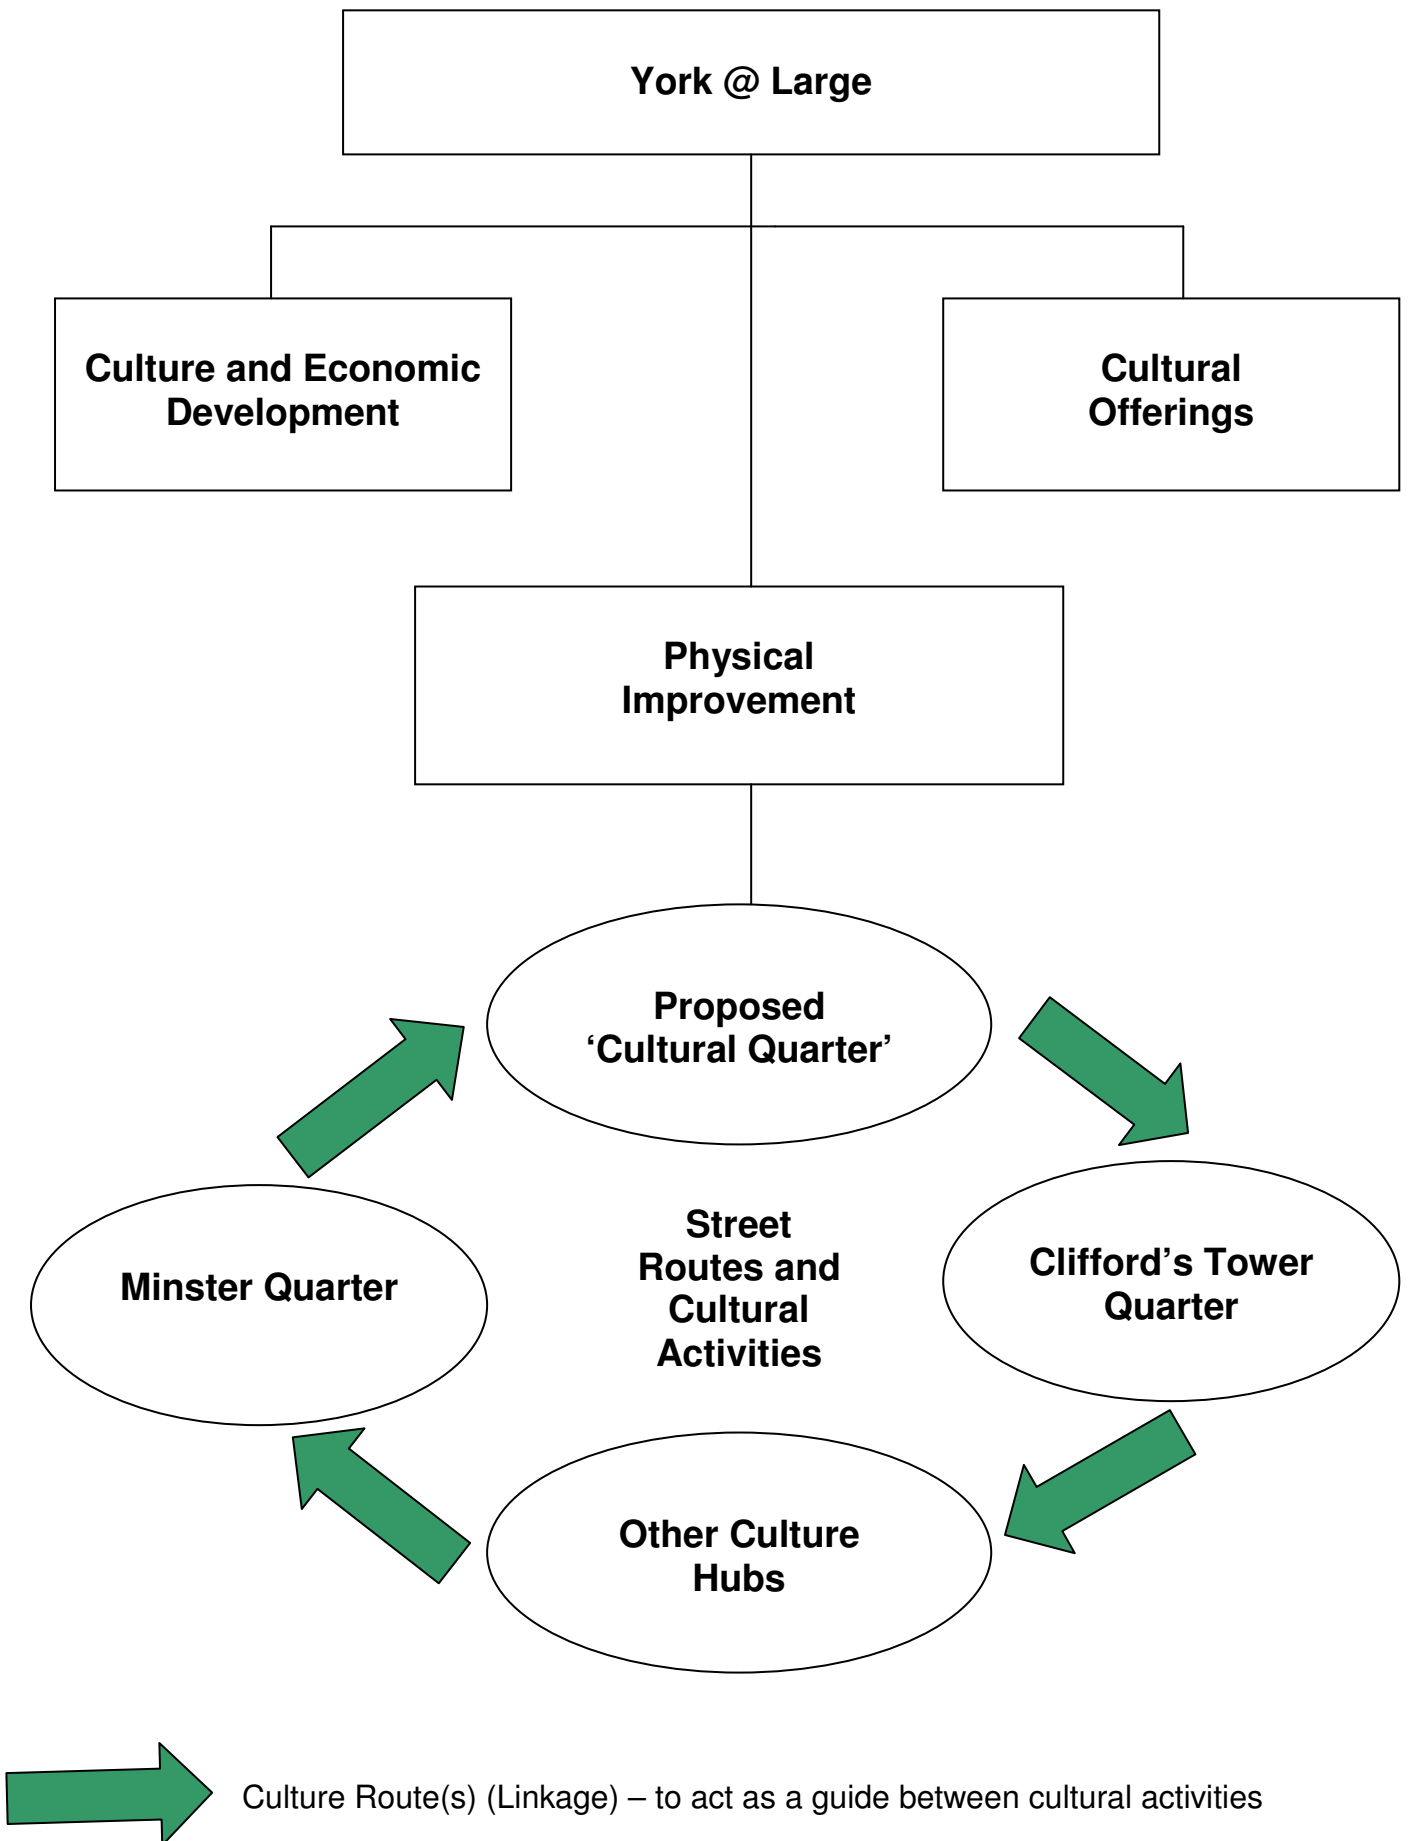 York @ Large
Culture and Economic
Development
Cultural
Offerings
Physical
Improvement
Proposed
‘Cultural Quarter’
Minster Quarter
Street
Routes and
Cultural
Activities
Clifford’s Tower
Quarter
Other Culture
Hubs
Culture Route(s) (Linkage) – to act as a guide between cultural activities